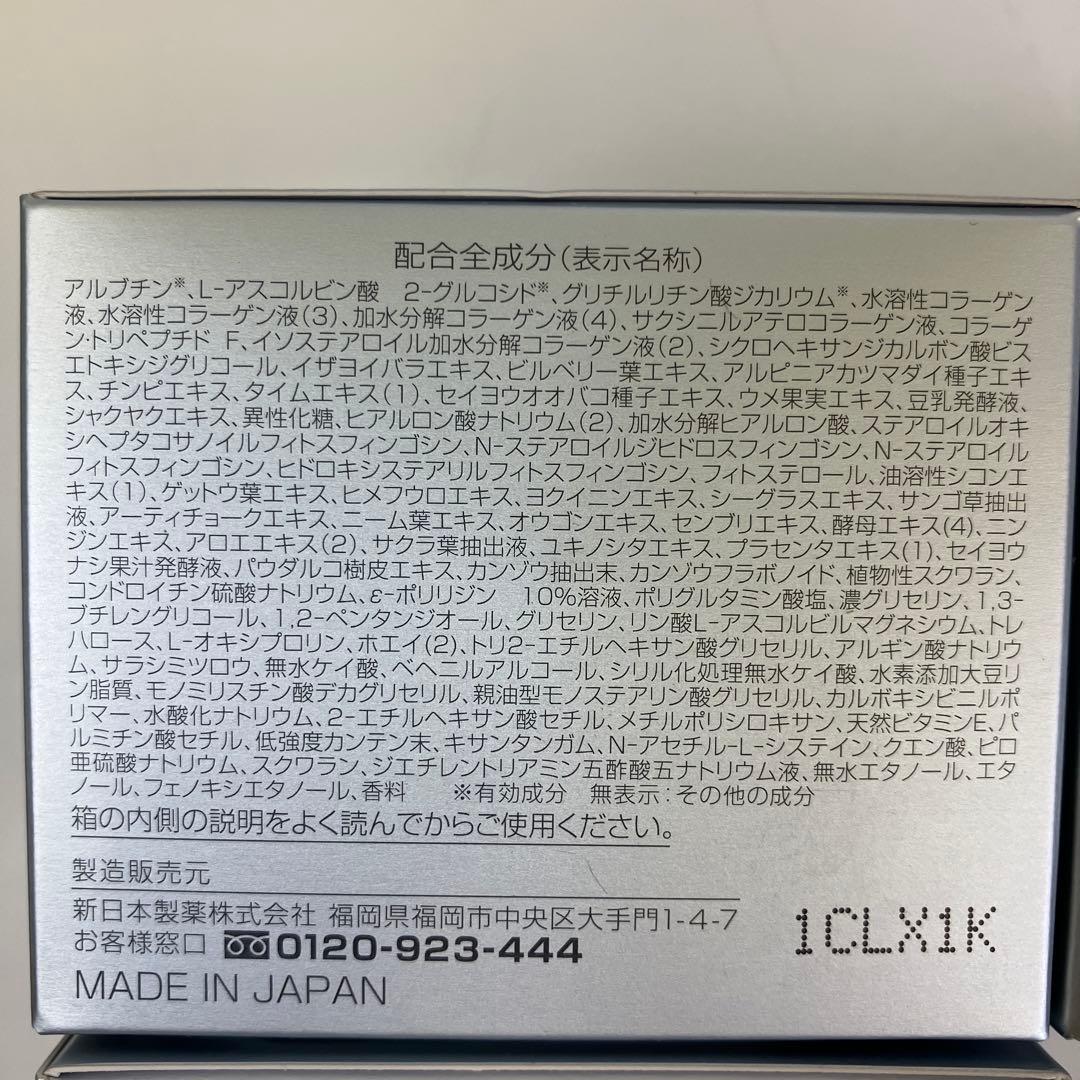 配合全成分(表示名称)
アルブチン※、L-アスコルビン酸　2-グルコシド※、グリチルリチン酸ジカリウム※、水溶性コラーゲン
液、水溶性コラーゲン液(3)、加水分解コラーゲン液(4)、サクシニルアテロコラーゲン液、コラーゲ
ン・トリペプチド F、イソステアロイル加水分解コラーゲン液(2)、シクロヘキサンジカルボン酸ビス
エトキシジグリコール、イザヨイバラエキス、ビルベリー葉エキス、アルピニアカツマダイ種子エキ
ス、チンピエキス、タイムエキス(1)、セイヨウオオバコ種子エキス、ウメ果実エキス、豆乳発酵液、
シャクヤクエキス、異性化糖、ヒアルロン酸ナトリウム(2)、加水分解ヒアルロン酸、ステアロイルオキ
シヘプタコサノイルフィトスフィンゴシン、N-ステアロイルジヒドロスフィンゴシン、N-ステアロイル
フィトスフィンゴシン、ヒドロキシステアリルフィトスフィンゴシン、フィトステロール、油溶性シコンエ
キス(1)、ゲットウ葉エキス、ヒメフウロエキス、ヨクイニンエキス、シーグラスエキス、サンゴ草抽出
液、アーティチョークエキス、ニーム葉エキス、オウゴンエキス、センブリエキス、酵母エキス(4)、ニン
ジンエキス、アロエエキス(2)、サクラ葉抽出液、ユキノシタエキス、プラセンタエキス(1)、セイヨウ
ナシ果汁発酵液、パウダルコ樹皮エキス、カンゾウ抽出末、カンゾウフラボノイド、植物性スクワラン、
コンドロイチン硫酸ナトリウム、ε-ポリリジン　10%溶液、ポリグルタミン酸塩、濃グリセリン、1,3-
ブチレングリコール、1,2-ペンタンジオール、グリセリン、リン酸L-アスコルビルマグネシウム、トレ
ハロース、L-オキシプロリン、ホエイ(2)、トリ2-エチルヘキサン酸グリセリル、アルギン酸ナトリウ
ム、サラシミツロウ、無水ケイ酸、ベヘニルアルコール、シリル化処理無水ケイ酸、水素添加大豆リ
ン脂質、モノミリスチン酸デカグリセリル、親油型モノステアリン酸グリセリル、カルボキシビニルポ
リマー、水酸化ナトリウム、2-エチルヘキサン酸セチル、メチルポリシロキサン、天然ビタミンE、パ
ルミチン酸セチル、低強度カンテン末、キサンタンガム、N-アセチル-L-システイン、クエン酸、ピロ
亜硫酸ナトリウム、スクワラン、ジエチレントリアミン五酢酸五ナトリウム液、無水エタノール、エタ
ノール、フェノキシエタノール、香料　　※有効成分　無表示：その他の成分
箱の内側の説明をよく読んでからご使用ください。
製造販売元
新日本製薬株式会社 福岡県福岡市中央区大手門1-4-7
お客様窓口 0120-923-444
1CLX1K
MADE IN JAPAN